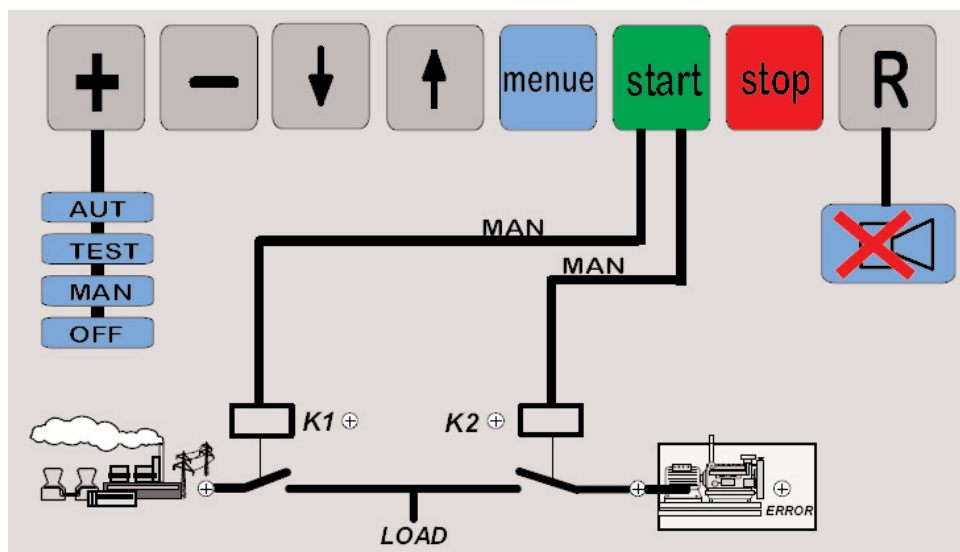 + - ↓ ↑ menue start stop R
AUT
TEST
MAN
OFF
MAN
MAN
K1
K2
LOAD
ERROR